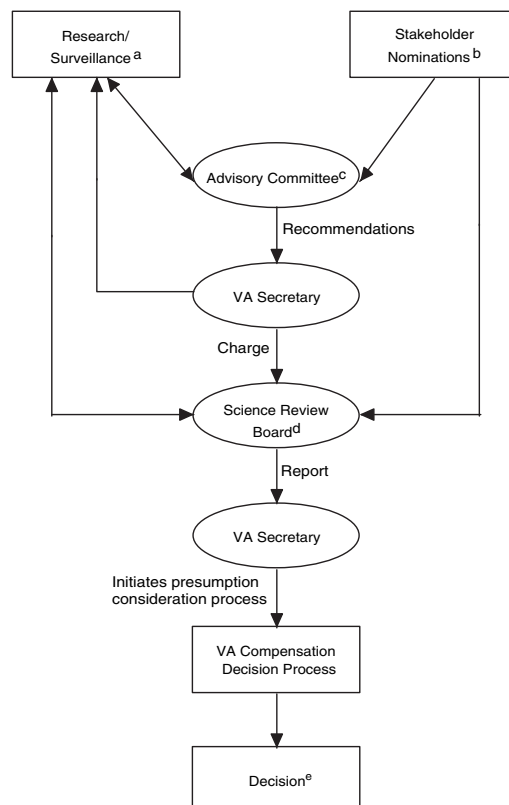 Research/
Surveillance a
Stakeholder
Nominations b
Advisory Committee c
Recommendations
VA Secretary
Charge
Science Review
Board d
Report
VA Secretary
Initiates presumption
consideration process
VA Compensation
Decision Process
Decision e